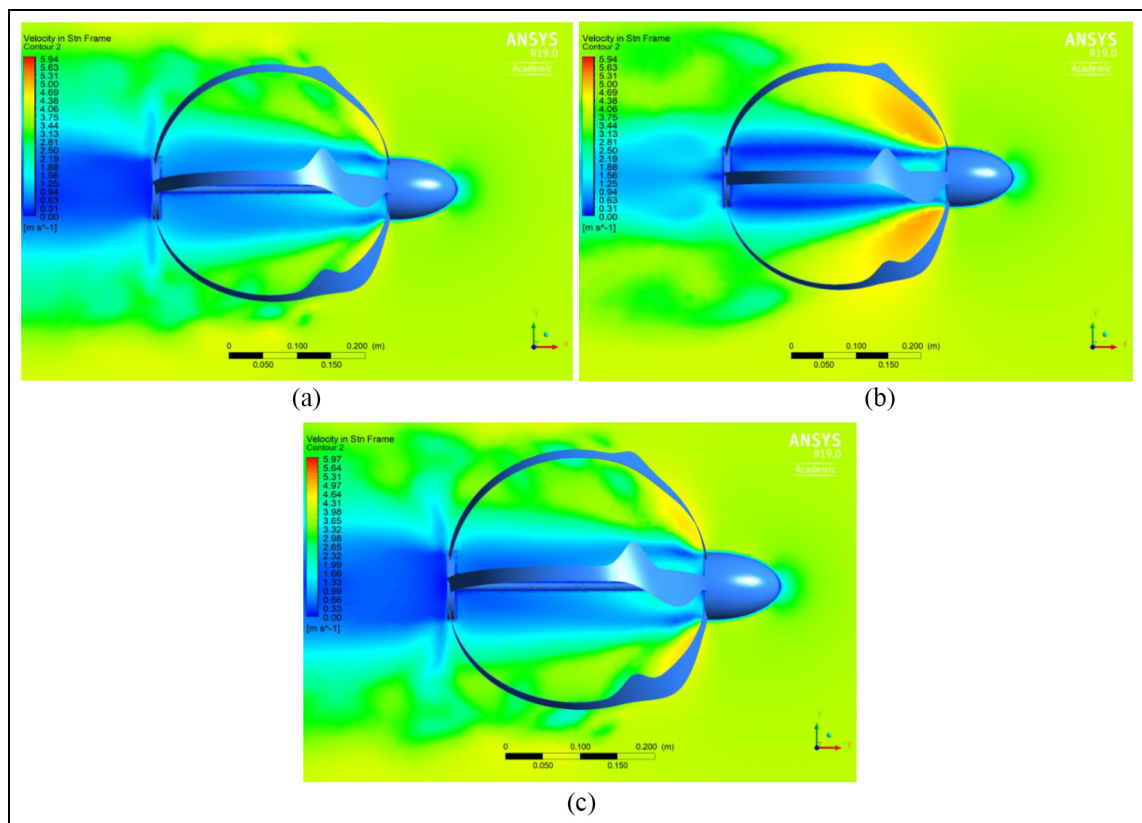 Velocity in Stn Frame
Contour 2
5.94
5.63
5.31
5.00
4.69
4.38
4.06
3.75
3.44
3.13
2.81
2.50
2.19
1.88
1.56
1.25
0.94
0.63
0.31
0.00
[m s^-1]
ANSYS
R19.0
Academic
0 0.100 0.200 (m)
0.050 0.150
Y
X
(a)
Velocity in Stn Frame
Contour 2
5.94
5.63
5.31
5.00
4.69
4.38
4.06
3.75
3.44
3.13
2.81
2.50
2.19
1.88
1.56
1.25
0.94
0.63
0.31
0.00
[m s^-1]
ANSYS
R19.0
Academic
0 0.100 0.200 (m)
0.050 0.150
Y
X
(b)
Velocity in Stn Frame
Contour 2
5.97
5.64
5.31
4.97
4.64
4.31
3.98
3.65
3.32
2.98
2.65
2.32
1.99
1.66
1.33
0.99
0.66
0.33
0.00
[m s^-1]
ANSYS
R19.0
Academic
0 0.100 0.200 (m)
0.050 0.150
Y
X
(c)